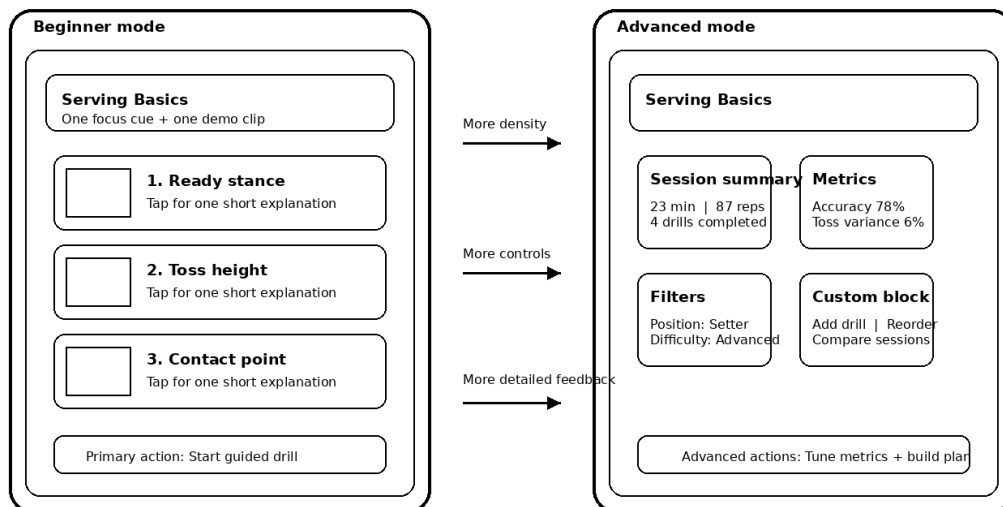 Beginner mode
Serving Basics
One focus cue + one demo clip
1. Ready stance
Tap for one short explanation
2. Toss height
Tap for one short explanation
3. Contact point
Tap for one short explanation
Primary action: Start guided drill
More density
More controls
More detailed feedback
Advanced mode
Serving Basics
Session summary
23 min | 87 reps
4 drills completed
Metrics
Accuracy 78%
Toss variance 6%
Filters
Position: Setter
Difficulty: Advanced
Custom block
Add drill | Reorder
Compare sessions
Advanced actions: Tune metrics + build plan